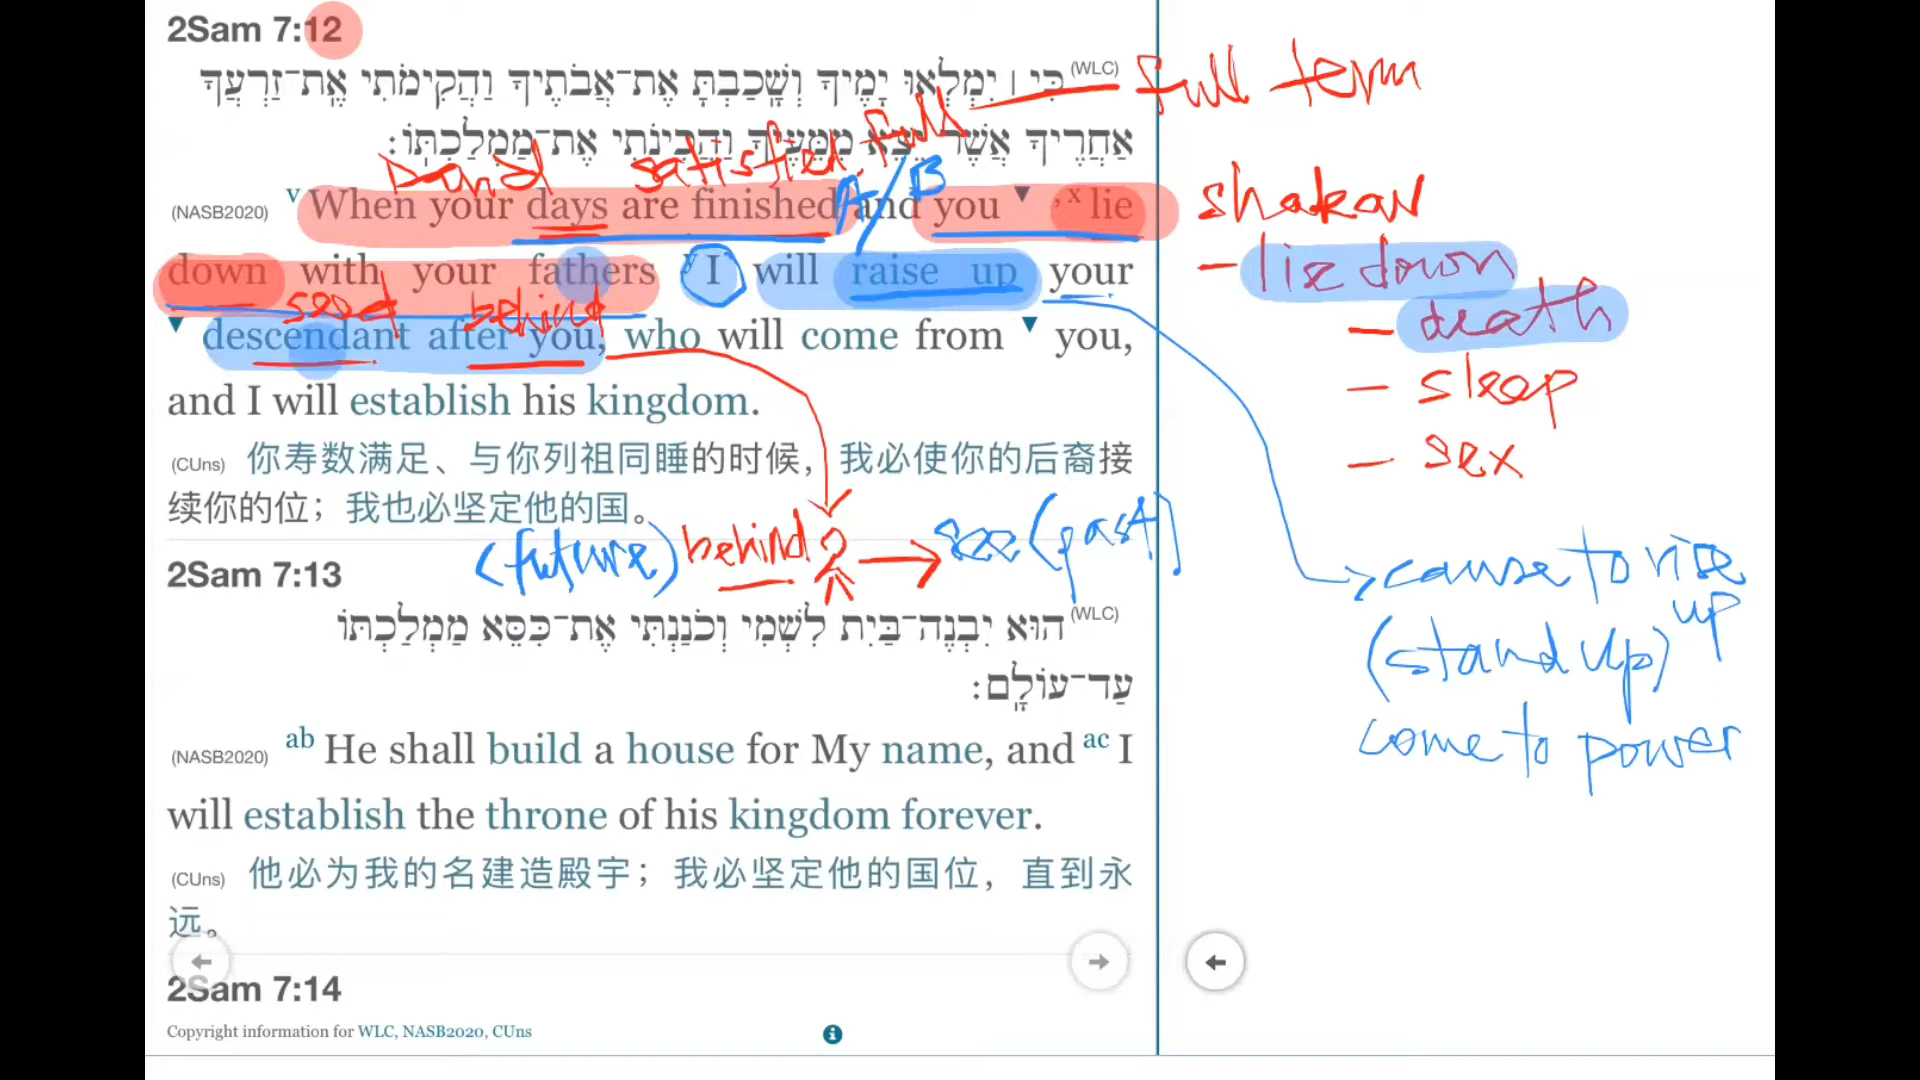 2Sam 7:12
כִּי ׀ יִמְלְאוּ יָמֶיךָ וְשָׁכַבְתָּ אֶת־אֲבֹתֶיךָ וַהֲקִימֹתִי אֶת־זַרְעֲךָ (WLC)
אַחֲרֶיךָ אֲשֶׁר יֵצֵא מִמֵּעֶיךָ וַהֲכִינֹתִי אֶת־מַמְלַכְתּוֹ׃
full term
satisfied. full
A/B
(NASB2020) v When your days are finished and you ▼ , x lie
down with your fathers, y I will raise up your
seed behind
▼ descendant after you, who will come from ▼ you,
and I will establish his kingdom.
(CUns) 你寿数满足、与你列祖同睡的时候，我必使你的后裔接
续你的位；我也必坚定他的国。
(future) behind → see (past)
shakav
- lie down
- death
- sleep
- sex
cause to rise
up
(stand up)
come to power
2Sam 7:13
הוּא יִבְנֶה־בַּיִת לִשְׁמִי וְכֹנַנְתִּי אֶת־כִּסֵּא מַמְלַכְתּוֹ (WLC)
עַד־עוֹלָם׃
(NASB2020) ab He shall build a house for My name, and ac I
will establish the throne of his kingdom forever.
(CUns) 他必为我的名建造殿宇；我必坚定他的国位，直到永
远。
2Sam 7:14
Copyright information for WLC, NASB2020, CUns